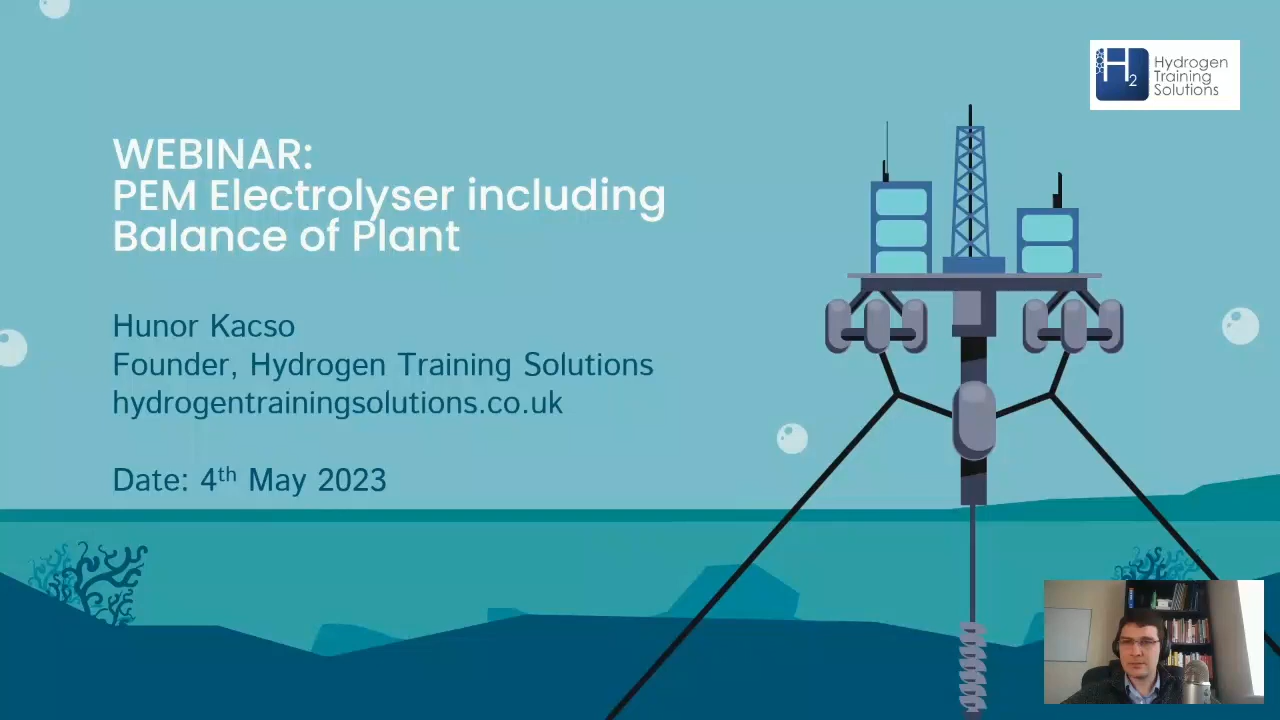 H2
Hydrogen
Training
Solutions
WEBINAR:
PEM Electrolyser including
Balance of Plant
Hunor Kacso
Founder, Hydrogen Training Solutions
hydrogentrainingsolutions.co.uk
Date: 4th May 2023